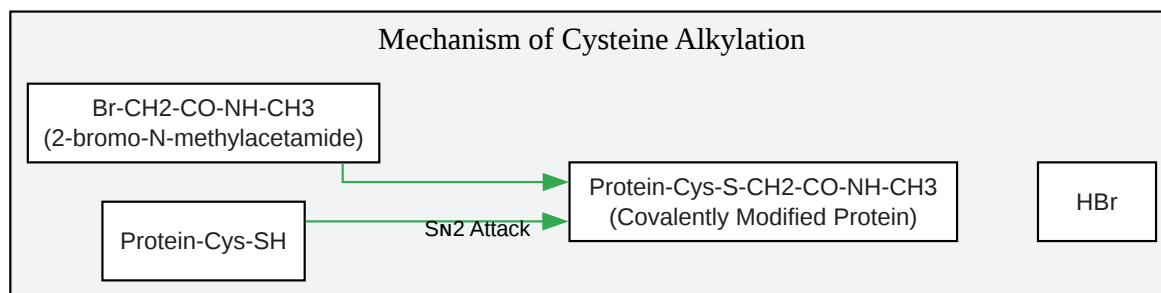 Mechanism of Cysteine Alkylation
Br-CH2-CO-NH-CH3
(2-bromo-N-methylacetamide)
Protein-Cys-SH
Sɴ2 Attack
Protein-Cys-S-CH2-CO-NH-CH3
(Covalently Modified Protein)
HBr